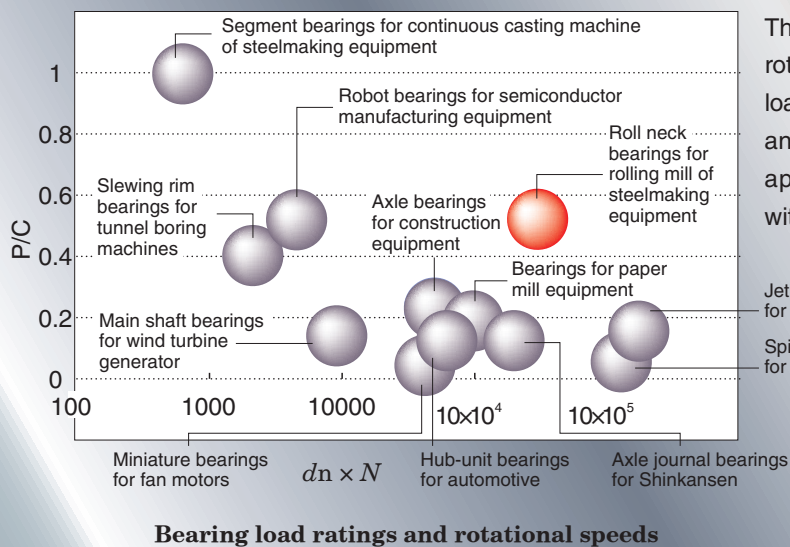 Segment bearings for continuous casting machine
of steelmaking equipment
Robot bearings for semiconductor
manufacturing equipment
Roll neck
bearings for
rolling mill of
steelmaking
equipment
Slewing rim
bearings for
tunnel boring
machines
Axle bearings
for construction
equipment
Bearings for paper
mill equipment
Main shaft bearings
for wind turbine
generator
P/C
1
0.8
0.6
0.4
0.2
0
100
1000
10000
10×10⁴
10×10⁵
Miniature bearings
for fan motors
dn × N
Hub-unit bearings
for automotive
Axle journal bearings
for Shinkansen
Jet
for
for
Bearing load ratings and rotational speeds